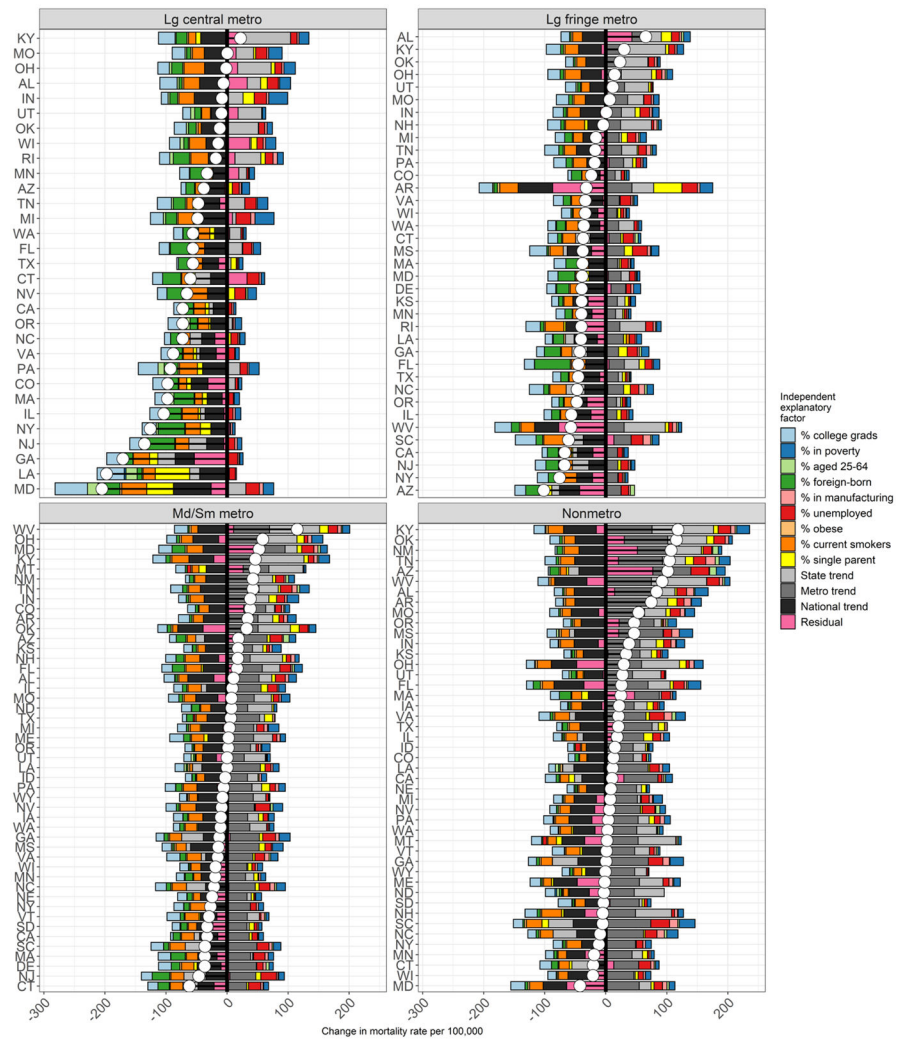 Lg central metro
KY
MO
OH
AL
IN
UT
OK
WI
RI
MN
AZ
TN
MI
WA
FL
TX
CT
NV
CA
OR
NC
VA
PA
CO
MA
IL
NY
NJ
GA
LA
MD
Lg fringe metro
AL
KY
OK
OH
UT
MO
IN
NH
MI
TN
PA
CO
AR
VA
WI
WA
CT
MS
MA
MD
DE
KS
MN
RI
LA
GA
FL
TX
NC
OR
IL
WV
SC
CA
NJ
NY
AZ
Md/Sm metro
WV
OH
MD
KY
MT
NM
TN
IN
CO
AR
OK
AZ
KS
NH
FL
AL
IL
MO
ND
TX
MI
ME
OR
UT
LA
ID
PA
WY
NV
IA
WA
GA
MS
VA
WI
MN
NC
NE
NY
VT
SD
CA
SC
MA
DE
NJ
CT
-300 -200 -100 0 100 200
Nonmetro
KY
OK
NM
TN
AZ
WV
AL
AR
MO
OR
MS
IN
KS
OH
UT
FL
MA
IA
VA
TX
IL
ID
CO
LA
CA
NE
MI
NV
PA
WA
MT
VT
GA
WY
ME
ND
SD
NH
SC
NC
NY
MN
CT
WI
MD
-300 -200 -100 0 100 200
Change in mortality rate per 100,000
Independent
explanatory
factor
% college grads
% in poverty
% aged 25-64
% foreign-born
% in manufacturing
% unemployed
% obese
% current smokers
% single parent
State trend
Metro trend
National trend
Residual